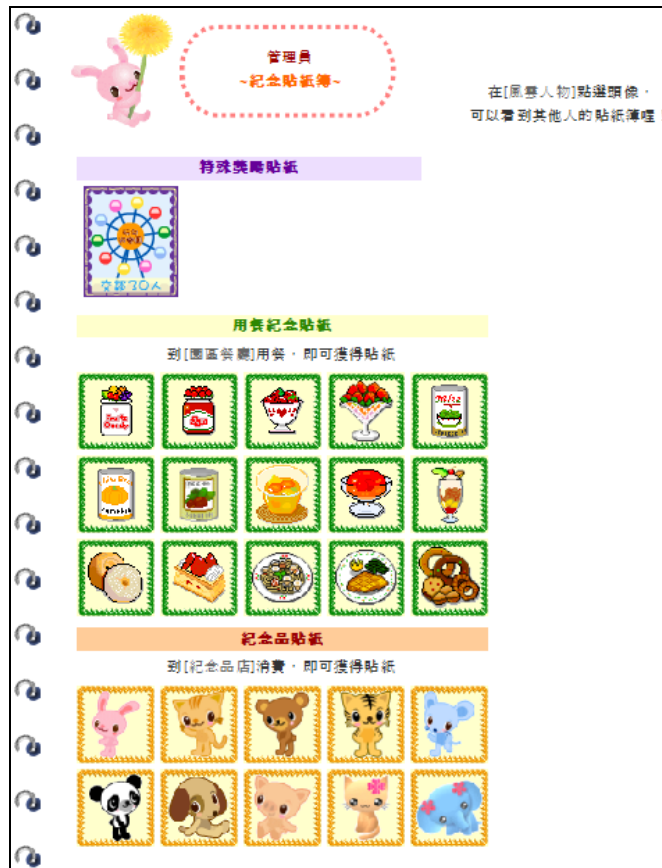 管理員
~紀念貼紙簿~
在[風雲人物]點選頭像，
可以看到其他人的貼紙簿喔！
特殊獎勵貼紙
交誼30人
用餐紀念貼紙
到[園區餐廳]用餐，即可獲得貼紙
紀念品貼紙
到[紀念品店]消費，即可獲得貼紙